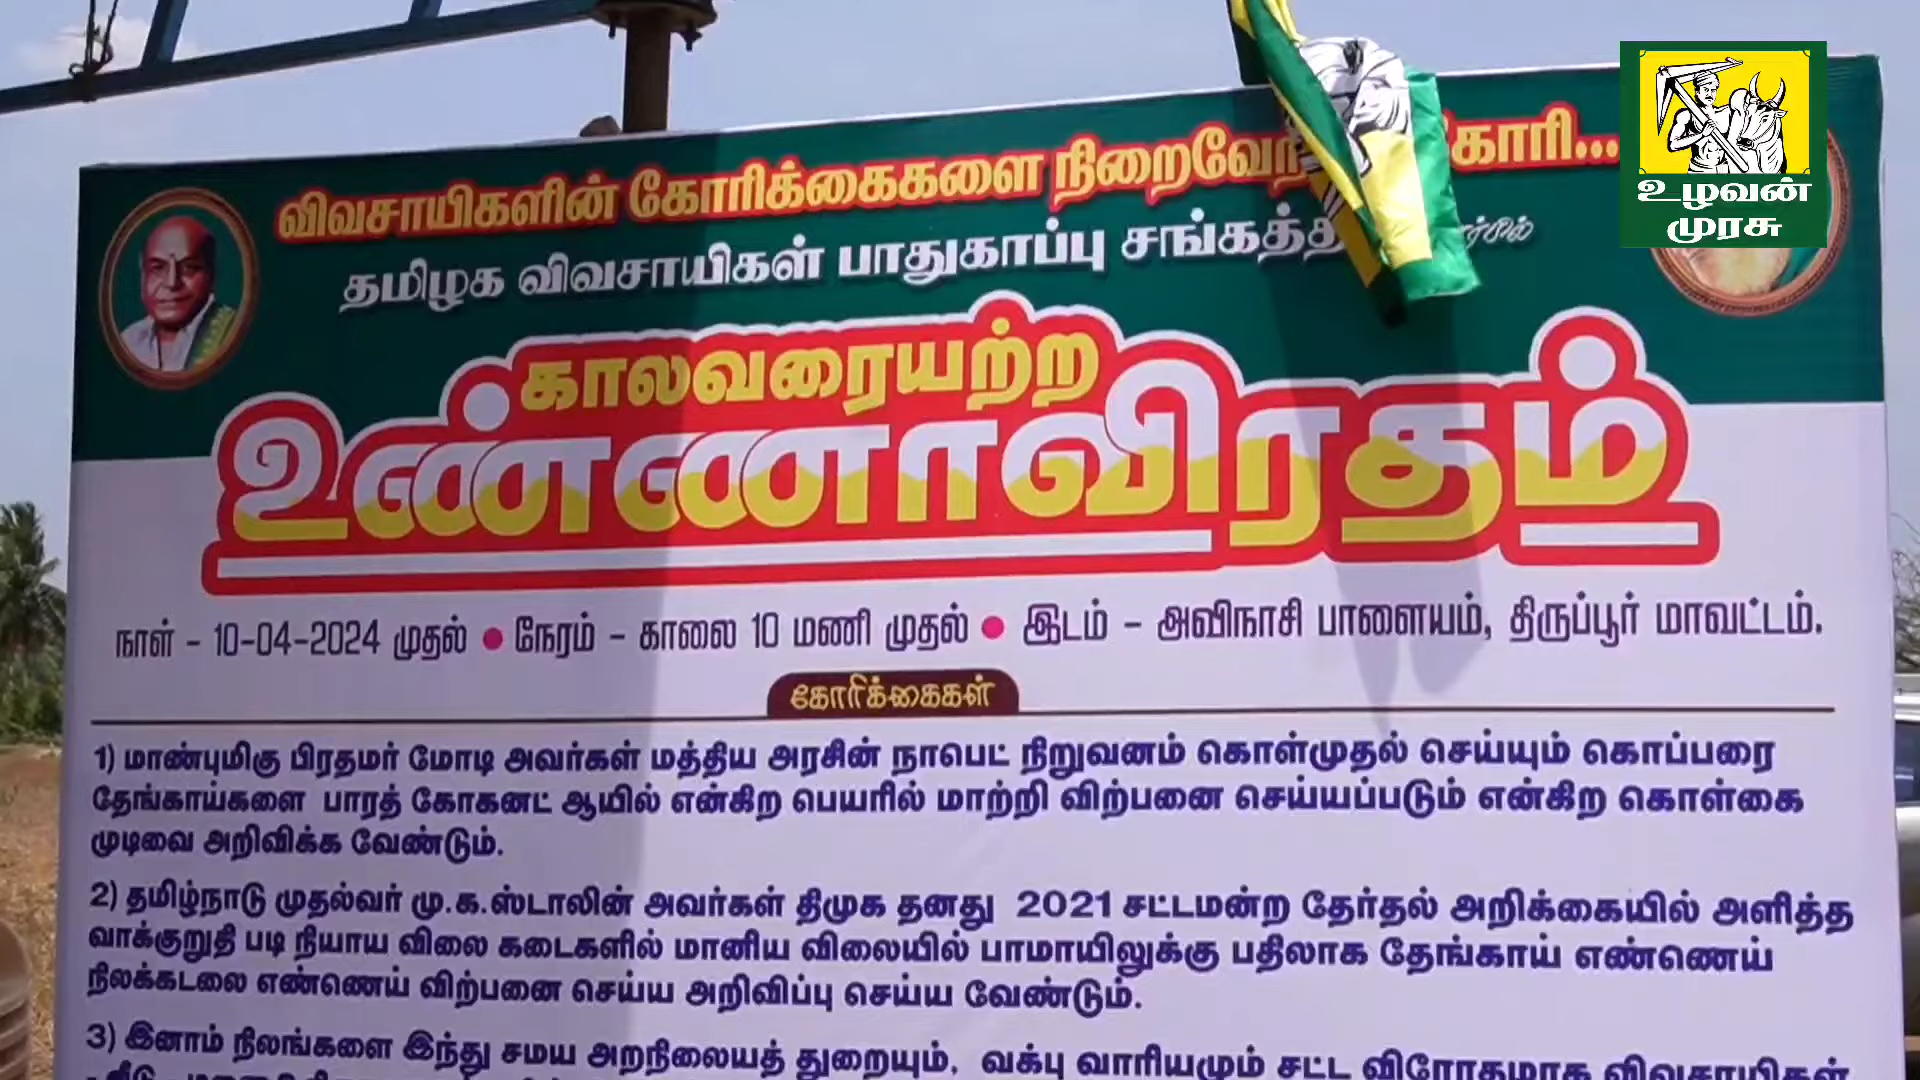 உழவன்
முரசு
விவசாயிகளின் கோரிக்கைகளை கோரி...
தமிழக விவசாயிகள் பாதுகாப்பு
காலவரையற்ற
உண்ணாவிரதம்
நாள் - 10-04-2024 முதல் ● நேரம் - காலை 10 மணி முதல் ● இடம் - அவிநாசி பாளையம், திருப்பூர் மாவட்டம்.
கோரிக்கைகள்
1) மாண்புமிகு பிரதமர் மோடி அவர்கள் மத்திய அரசின் நாபெட் நிறுவனம் கொள்முதல் செய்யும் கொப்பரை
தேங்காய்களை பாரத் கோகனட் ஆயில் என்கிற பெயரில் மாற்றி விற்பனை செய்யப்படும் என்கிற கொள்கை
முடிவை அறிவிக்க வேண்டும்.
2) தமிழ்நாடு முதல்வர் மு.க.ஸ்டாலின் அவர்கள் திமுக தனது 2021 சட்டமன்ற தேர்தல் அறிக்கையில் அளித்த
வாக்குறுதி படி நியாய விலை கடைகளில் மானிய விலையில் பாமாயிலுக்கு பதிலாக தேங்காய் எண்ணெய்
நிலக்கடலை எண்ணெய் விற்பனை செய்ய அறிவிப்பு செய்ய வேண்டும்.
3) இனாம் நிலங்களை இந்து சமய அறநிலையத் துறையும், வக்பு வாரியமும் சட்ட விரோதமாக விவசாயிகள்,